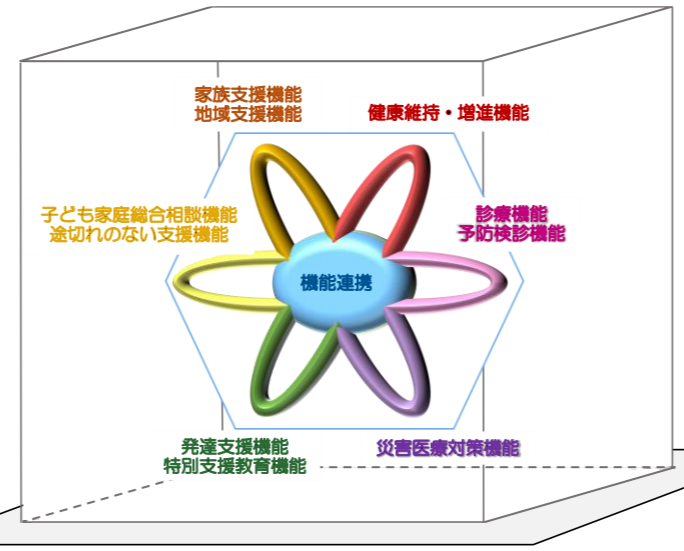 家族支援機能
地域支援機能
健康維持・増進機能
子ども家庭総合相談機能
途切れのない支援機能
診療機能
予防検診機能
機能連携
発達支援機能
特別支援教育機能
災害医療対策機能